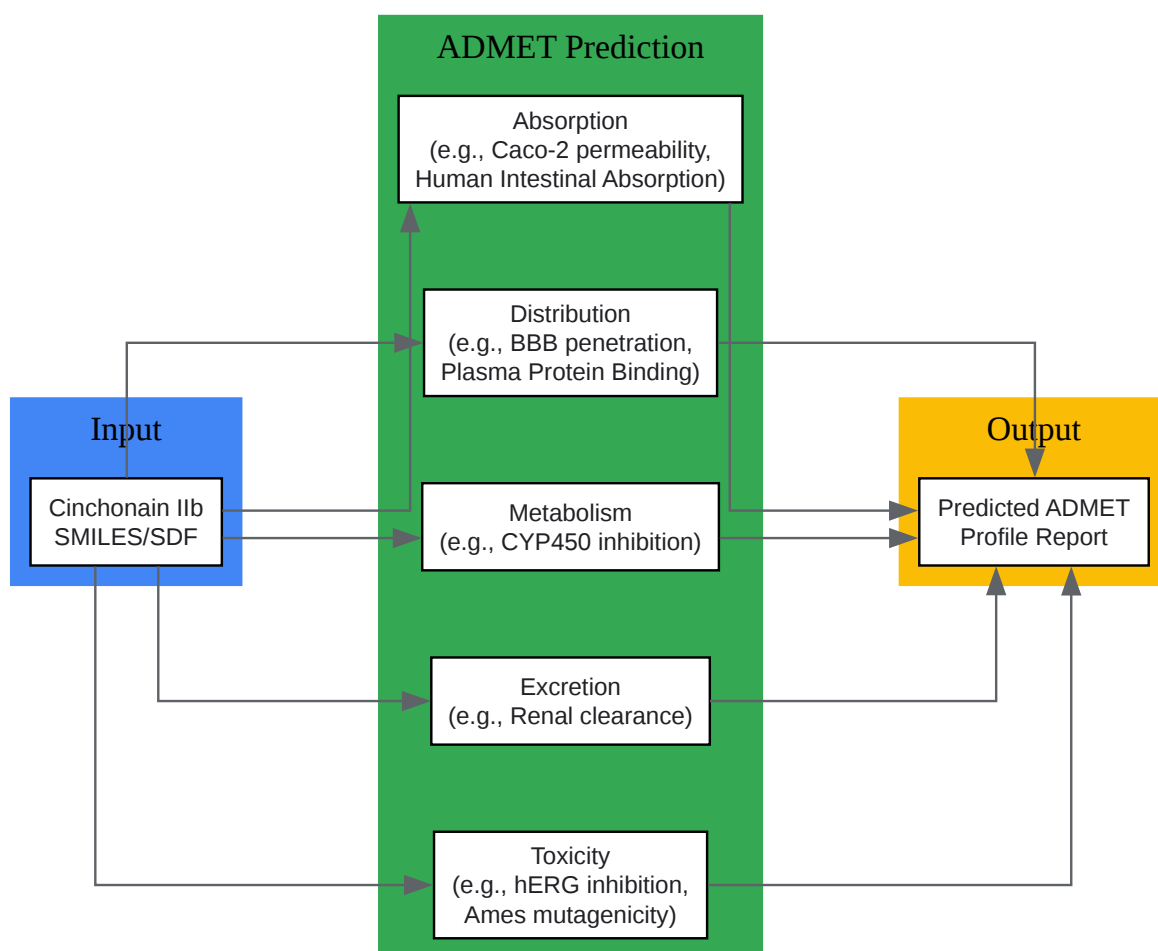 ADMET Prediction
Absorption
(e.g., Caco-2 permeability,
Human Intestinal Absorption)
Distribution
(e.g., BBB penetration,
Plasma Protein Binding)
Input
Cinchonain IIb
SMILES/SDF
Metabolism
(e.g., CYP450 inhibition)
Output
Predicted ADMET
Profile Report
Excretion
(e.g., Renal clearance)
Toxicity
(e.g., hERG inhibition,
Ames mutagenicity)